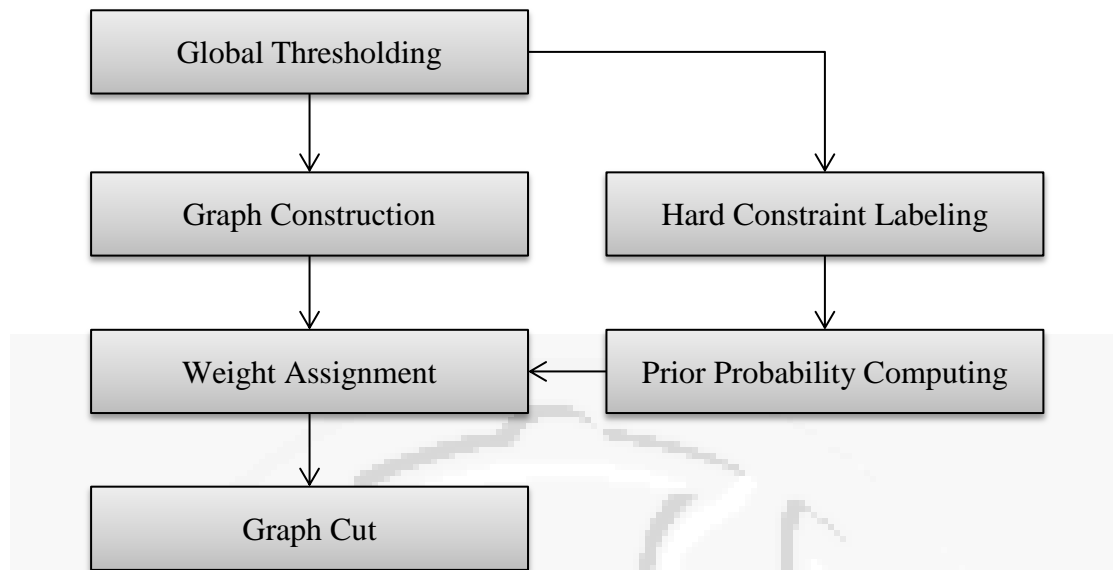 Global Thresholding
Graph Construction
Hard Constraint Labeling
Weight Assignment
Prior Probability Computing
Graph Cut